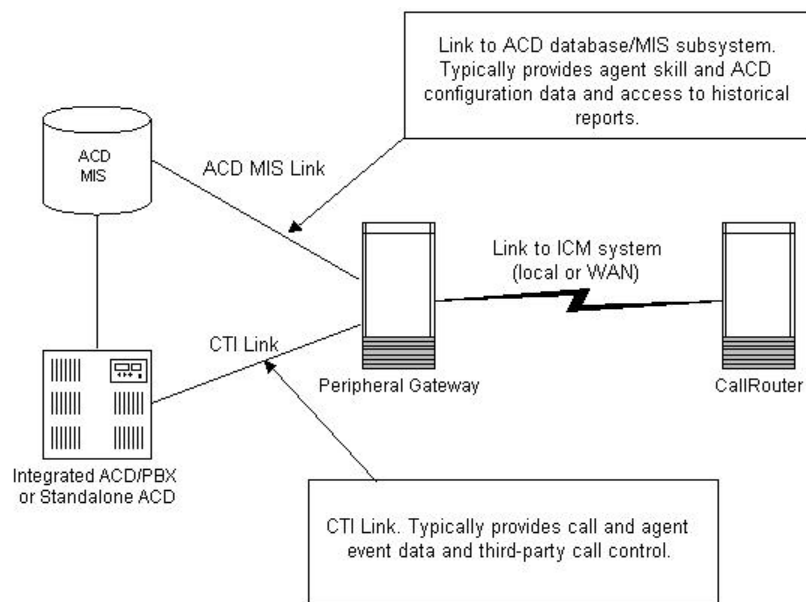 Link to ACD database/MIS subsystem.
Typically provides agent skill and ACD
configuration data and access to historical
reports.
ACD
MIS
ACD MIS Link
Link to ICM system
(local or WAN)
CTI Link
Peripheral Gateway
CallRouter
Integrated ACD/PBX
or Standalone ACD
CTI Link. Typically provides call and agent
event data and third-party call control.